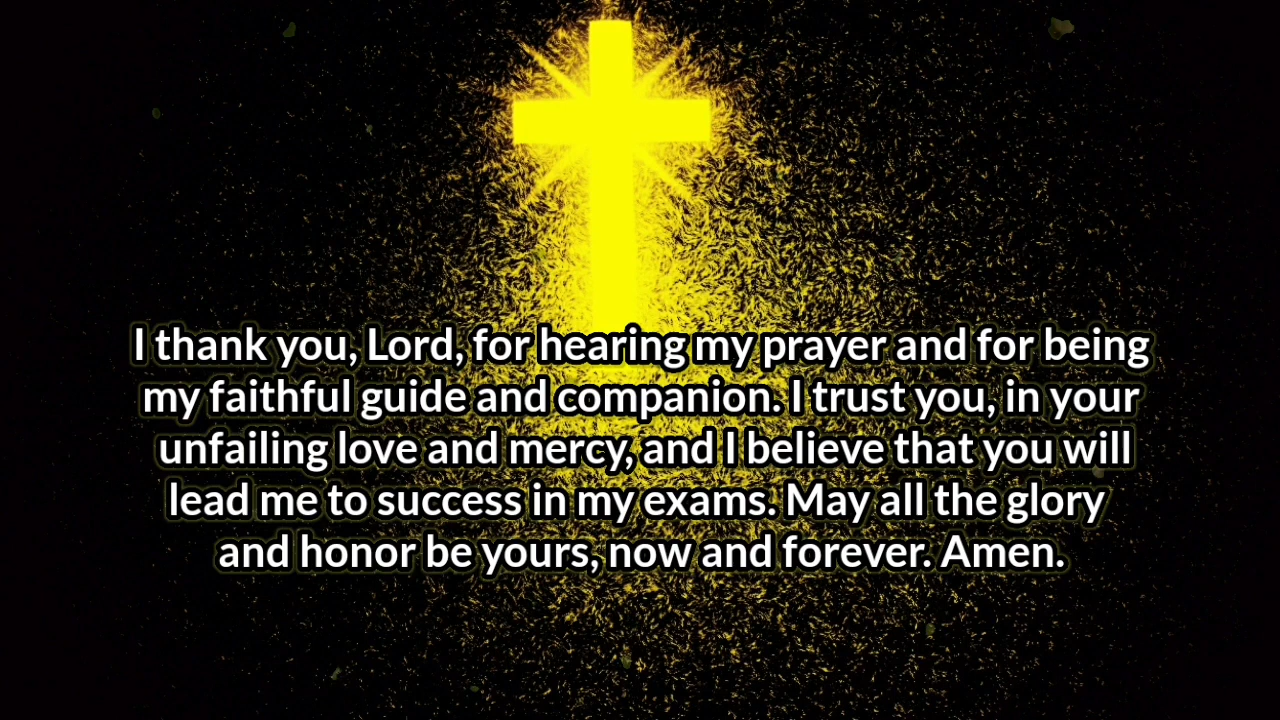 I thank you, Lord, for hearing my prayer and for being
my faithful guide and companion. I trust you, in your
unfailing love and mercy, and I believe that you will
lead me to success in my exams. May all the glory
and honor be yours, now and forever. Amen.